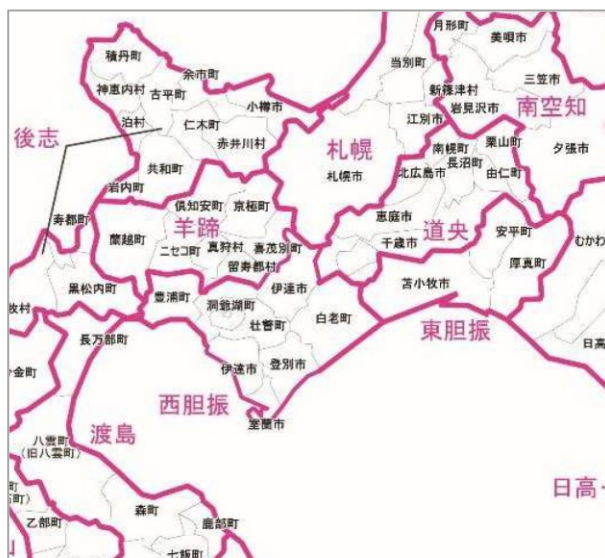 月形町
美唄市
積丹町
当別町
余市町
三笠市
神恵内村
古平町
新篠津村
小樽市
岩見沢市
南空知
泊村
仁木町
江別市
後志
赤井川村
札幌
南幌町
栗山町
夕張市
長沼町
共和町
札幌市
北広島市
由仁町
岩内町
倶知安町
京極町
寿都町
羊蹄
恵庭市
道央
安平町
蘭越町
ニセコ町
真狩村
喜茂別町
千歳市
むかわ
留寿都村
厚真町
伊達市
苫小牧市
黒松内町
豊浦町
洞爺湖町
牧村
壮瞥町
白老町
長万部町
東胆振
日高
金町
伊達市
登別市
西胆振
室蘭市
渡島
八雲町
(旧八雲町)
日高
町
石町)
森町
乙部町
鹿部町
七飯町